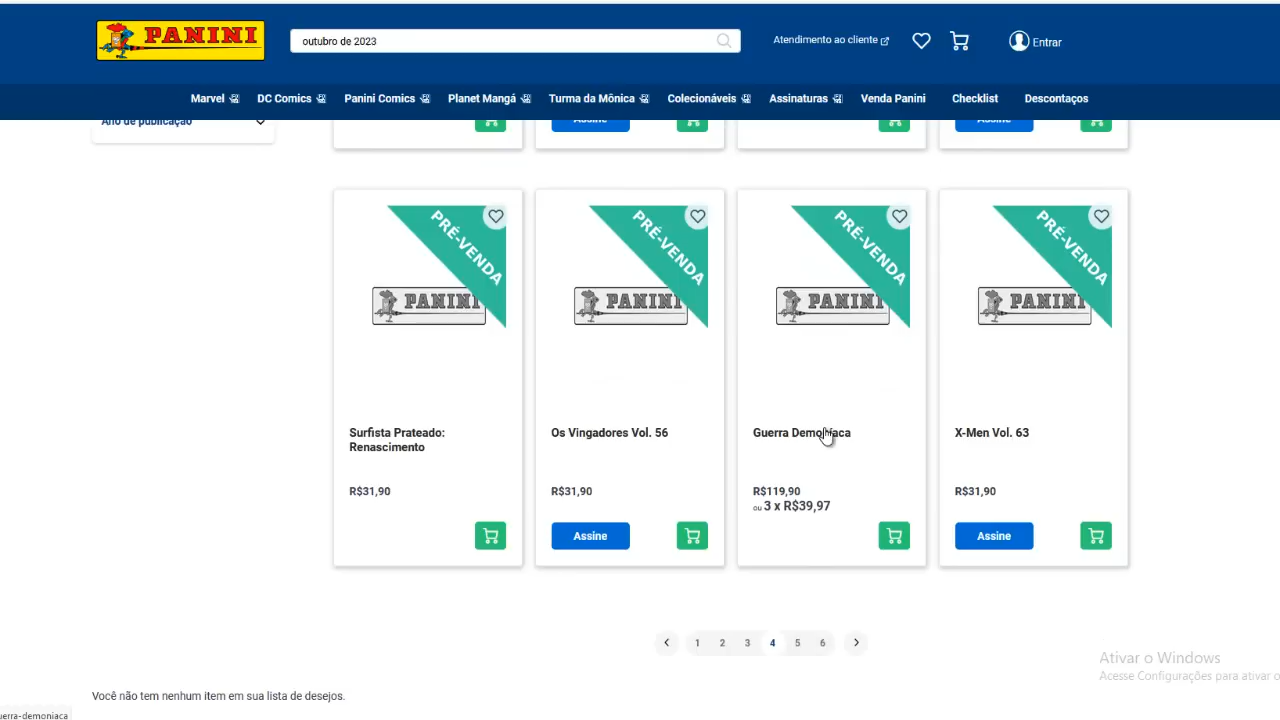 PANINI
outubro de 2023
Atendimento ao cliente
Entrar
Marvel
DC Comics
Panini Comics
Planet Mangá
Turma da Mônica
Colecionáveis
Assinaturas
Venda Panini
Checklist
Descontaços
Ano de publicação
Assine
Assine
PRÉ-VENDA
PANINI
PRÉ-VENDA
PANINI
PRÉ-VENDA
PANINI
PRÉ-VENDA
PANINI
Surfista Prateado:
Renascimento
R$31,90
Os Vingadores Vol. 56
R$31,90
Assine
Guerra Demoníaca
R$119,90
ou 3 x R$39,97
X-Men Vol. 63
R$31,90
Assine
1 2 3 4 5 6
Ativar o Windows
Acesse Configurações para ativar o
Você não tem nenhum item em sua lista de desejos.
uerra-demoniaca